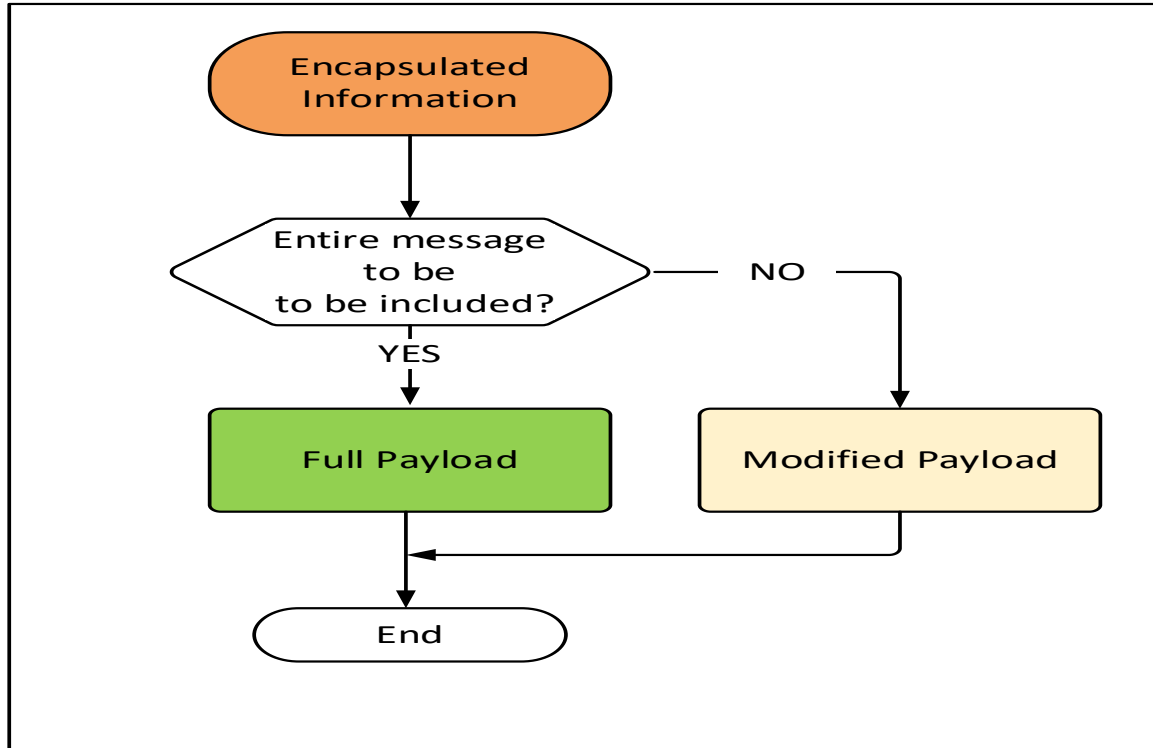 Encapsulated
Information
Entire message
to be
to be included?
NO
YES
Full Payload
Modified Payload
End